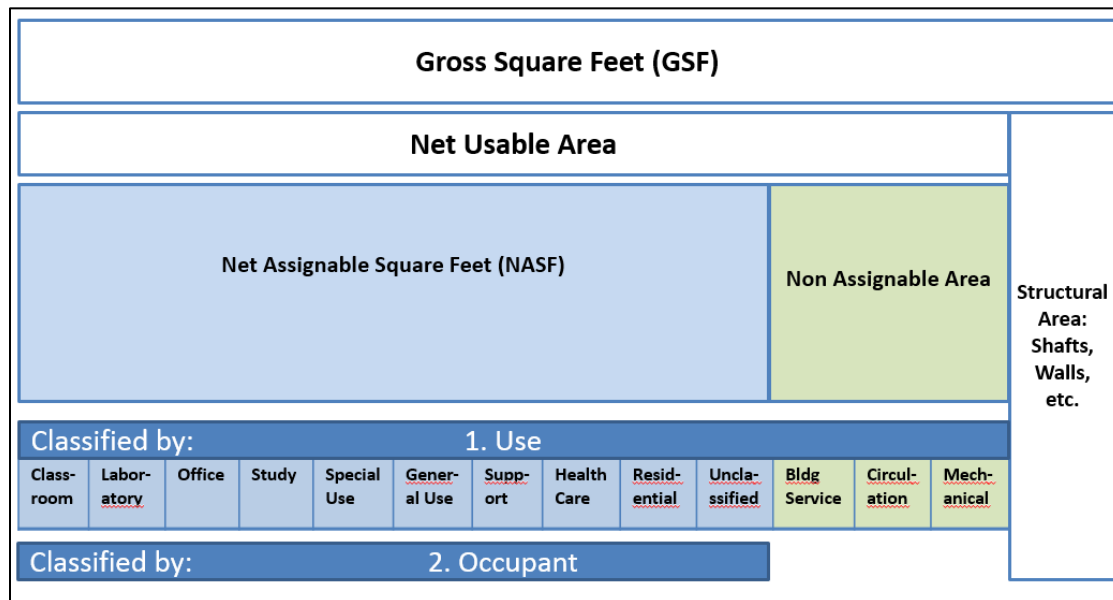 Gross Square Feet (GSF)
Net Usable Area
Net Assignable Square Feet (NASF)
Non Assignable Area
Structural
Area:
Shafts,
Walls,
etc.
Classified by: 1. Use
Class-
room
Labor-
atory
Office
Study
Special
Use
Gener-
al Use
Supp-
ort
Health
Care
Resid-
ential
Uncla-
ssified
Bldg
Service
Circul-
ation
Mech-
anical
Classified by: 2. Occupant